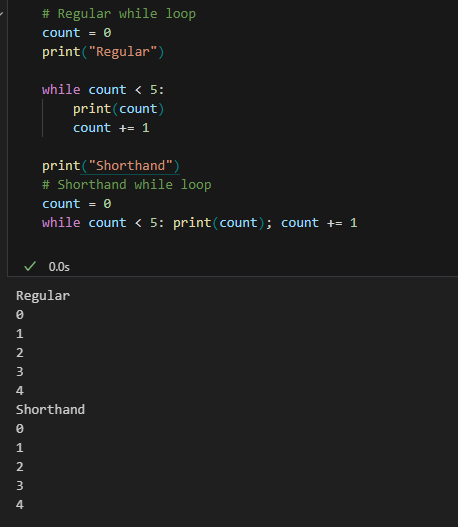 # Regular while loop
count = 0
print("Regular")
while count < 5:
    print(count)
    count += 1
print("Shorthand")
# Shorthand while loop
count = 0
while count < 5: print(count); count += 1
0.0s
Regular
0
1
2
3
4
Shorthand
0
1
2
3
4